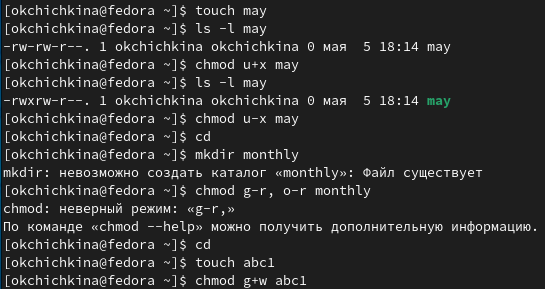 [okchichkina@fedora ~]$ touch may
[okchichkina@fedora ~]$ ls -l may
-rw-rw-r--. 1 okchichkina okchichkina 0 мая  5 18:14 may
[okchichkina@fedora ~]$ chmod u+x may
[okchichkina@fedora ~]$ ls -l may
-rwxrw-r--. 1 okchichkina okchichkina 0 мая  5 18:14 may
[okchichkina@fedora ~]$ chmod u-x may
[okchichkina@fedora ~]$ cd
[okchichkina@fedora ~]$ mkdir monthly
mkdir: невозможно создать каталог «monthly»: Файл существует
[okchichkina@fedora ~]$ chmod g-r, o-r monthly
chmod: неверный режим: «g-r,»
По команде «chmod --help» можно получить дополнительную информацию.
[okchichkina@fedora ~]$ cd
[okchichkina@fedora ~]$ touch abc1
[okchichkina@fedora ~]$ chmod g+w abc1